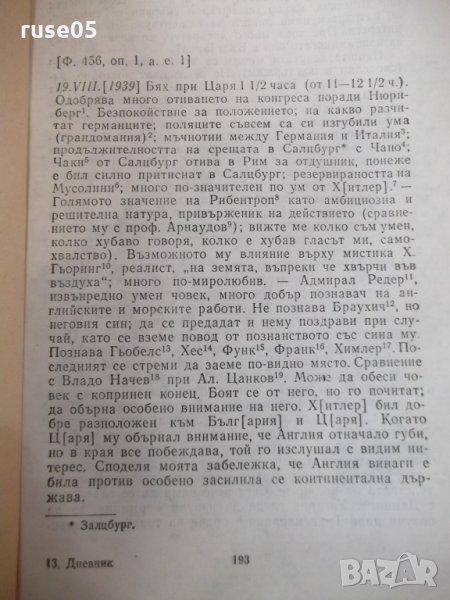 ruse05
[Ф. 456, оп. 1, а. е. 1]
19.VIII.[1939] Бях при Царя 1 1/2 часа (от 11—12 1/2 ч.).
Одобрява много отиването на конгреса поради Нюрн-
берг¹. Безпокойствие за положението; на какво разчи-
тат германците; поляците съвсем са си изгубили ума
(грандомания)²; мъчнотии между Германия и Италия³;
продължителността на срещата в Салцбург* с Чано⁴;
Чаки⁵ от Салцбург отива в Рим за отдушник, понеже
е бил силно притиснат в Салцбург; резервираността на
Мусолини⁶; много по-значителен по ум от Х[итлер].⁷ —
Голямото значение на Рибентроп⁸ като амбициозна и
решителна натура, привърженик на действието (сравне-
нието му с проф. Арнаудов⁹); вижте ме колко съм умен,
колко хубаво говоря, колко е хубав гласът ми, само-
хвалство). Възможното му влияние върху мистика Х.
Гьоринг¹⁰, реалист, „на земята, въпреки че хвърчи във
въздуха“; много по-миролюбив. — Адмирал Редер¹¹,
извънредно умен човек, много добър познавач на ан-
глийските и морските работи. Не познава Браухич¹², но
неговия син; да се предадат и нему поздрави при слу-
чай, като се вземе повод от познанството със сина му.
Познава Гьобелс¹³, Хес¹⁴, Функ¹⁵, Франк¹⁶, Химлер¹⁷. По-
следният се стреми да заеме по-видно място. Сравнение
с Владо Начев¹⁸ при Ал. Цанков¹⁹. Може да обеси чо-
век с копринен конец. Боят се от него, но го почитат;
да обърна особено внимание на него. Х[итлер] бил до-
бре разположен към Бълг[ария] и Ц[аря]. Когато
Ц[аря] му обърнал внимание, че Англия отначало губи,
но в края все побеждава, той го изслушал с видим ин-
терес. Споделя моята забележка, че Англия винаги е
била против особено засилила се континентална дър-
жава.
* Залцбург.
13. Дневник
193
BAZAR